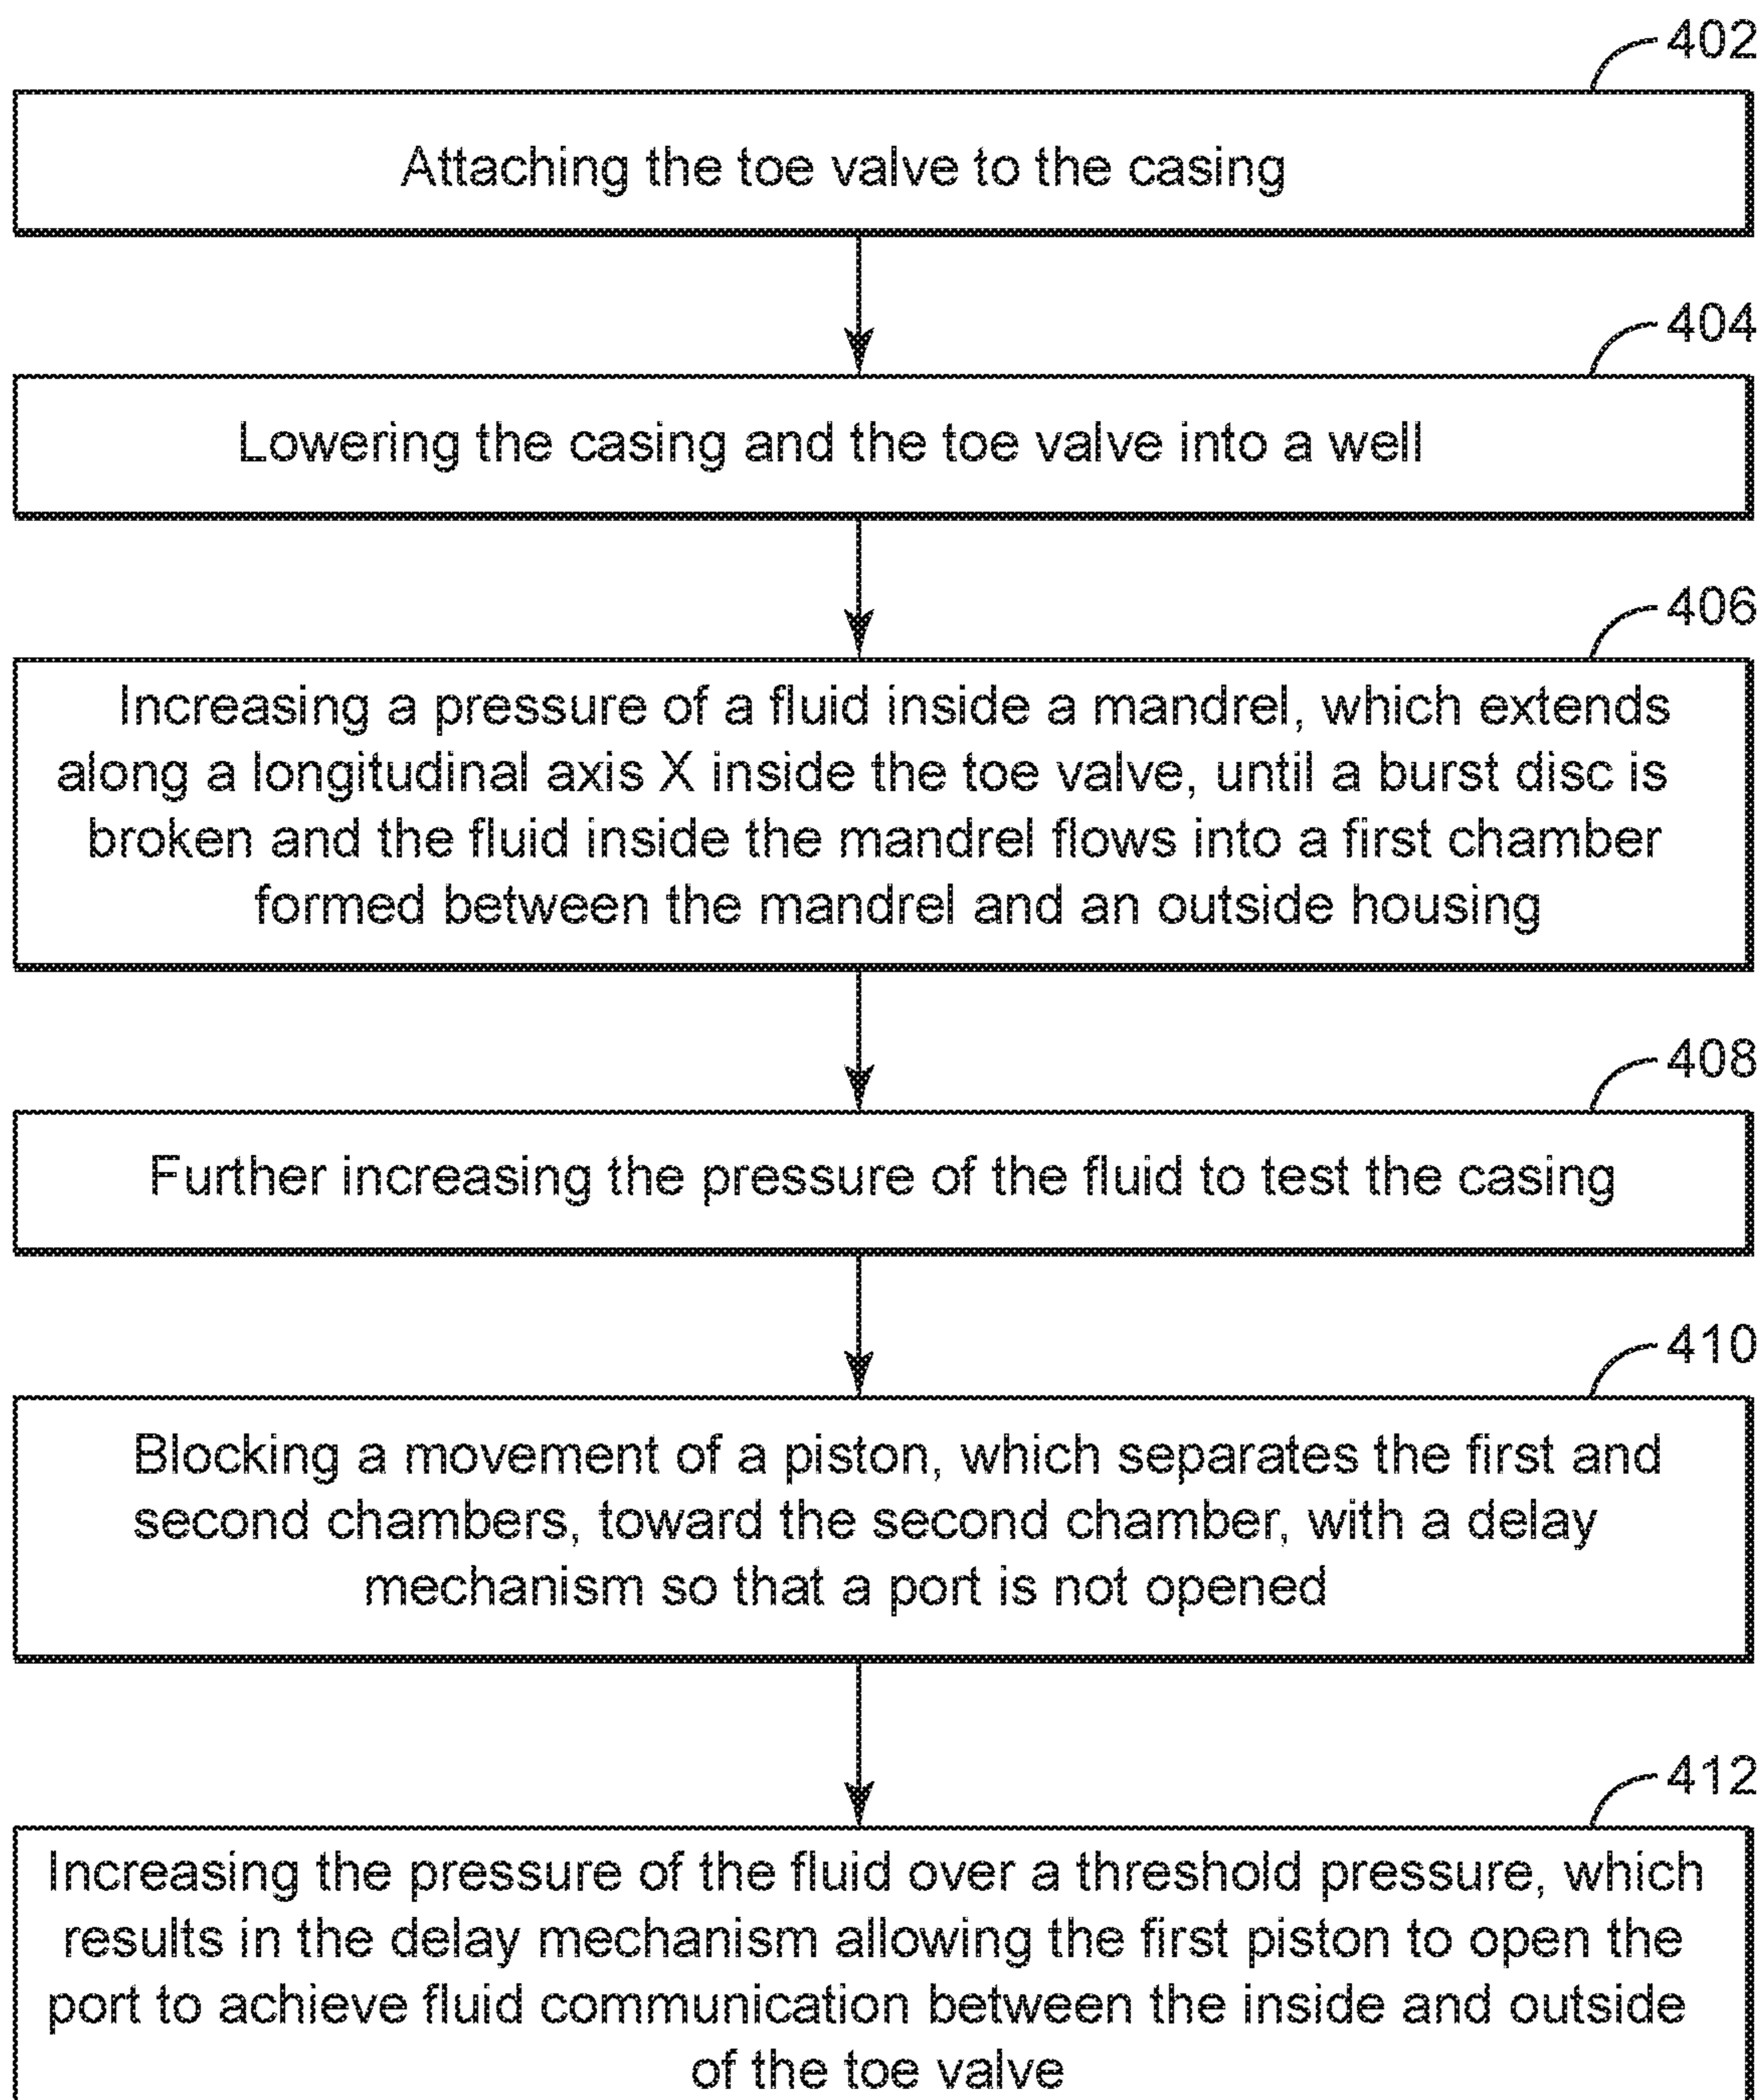 402
Attaching the toe valve to the casing
404
Lowering the casing and the toe valve into a well
406
Increasing a pressure of a fluid inside a mandrel, which extends
along a longitudinal axis X inside the toe valve, until a burst disc is
broken and the fluid inside the mandrel flows into a first chamber
formed between the mandrel and an outside housing
408
Further increasing the pressure of the fluid to test the casing
410
Blocking a movement of a piston, which separates the first and
second chambers, toward the second chamber, with a delay
mechanism so that a port is not opened
412
Increasing the pressure of the fluid over a threshold pressure, which
results in the delay mechanism allowing the first piston to open the
port to achieve fluid communication between the inside and outside
of the toe valve